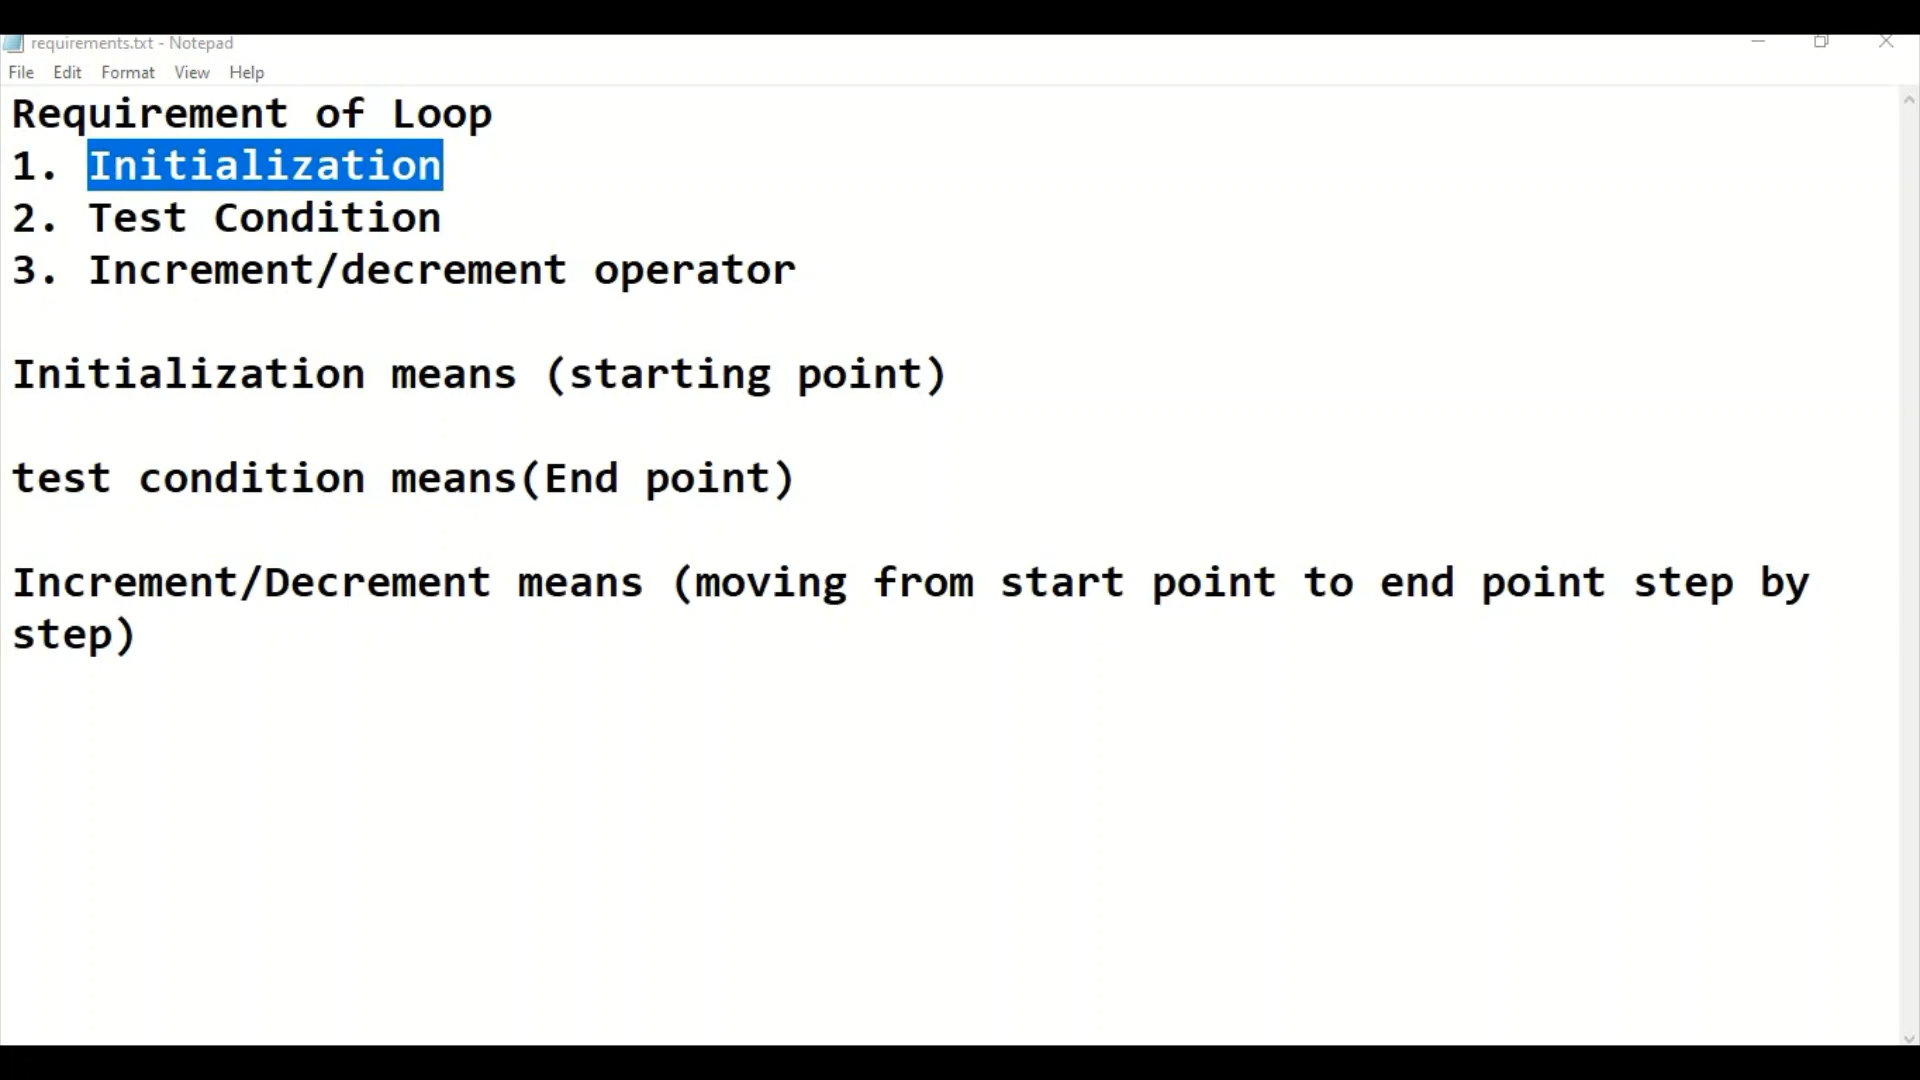 requirements.txt - Notepad
File Edit Format View Help
Requirement of Loop
1. Initialization
2. Test Condition
3. Increment/decrement operator
Initialization means (starting point)
test condition means(End point)
Increment/Decrement means (moving from start point to end point step by
step)